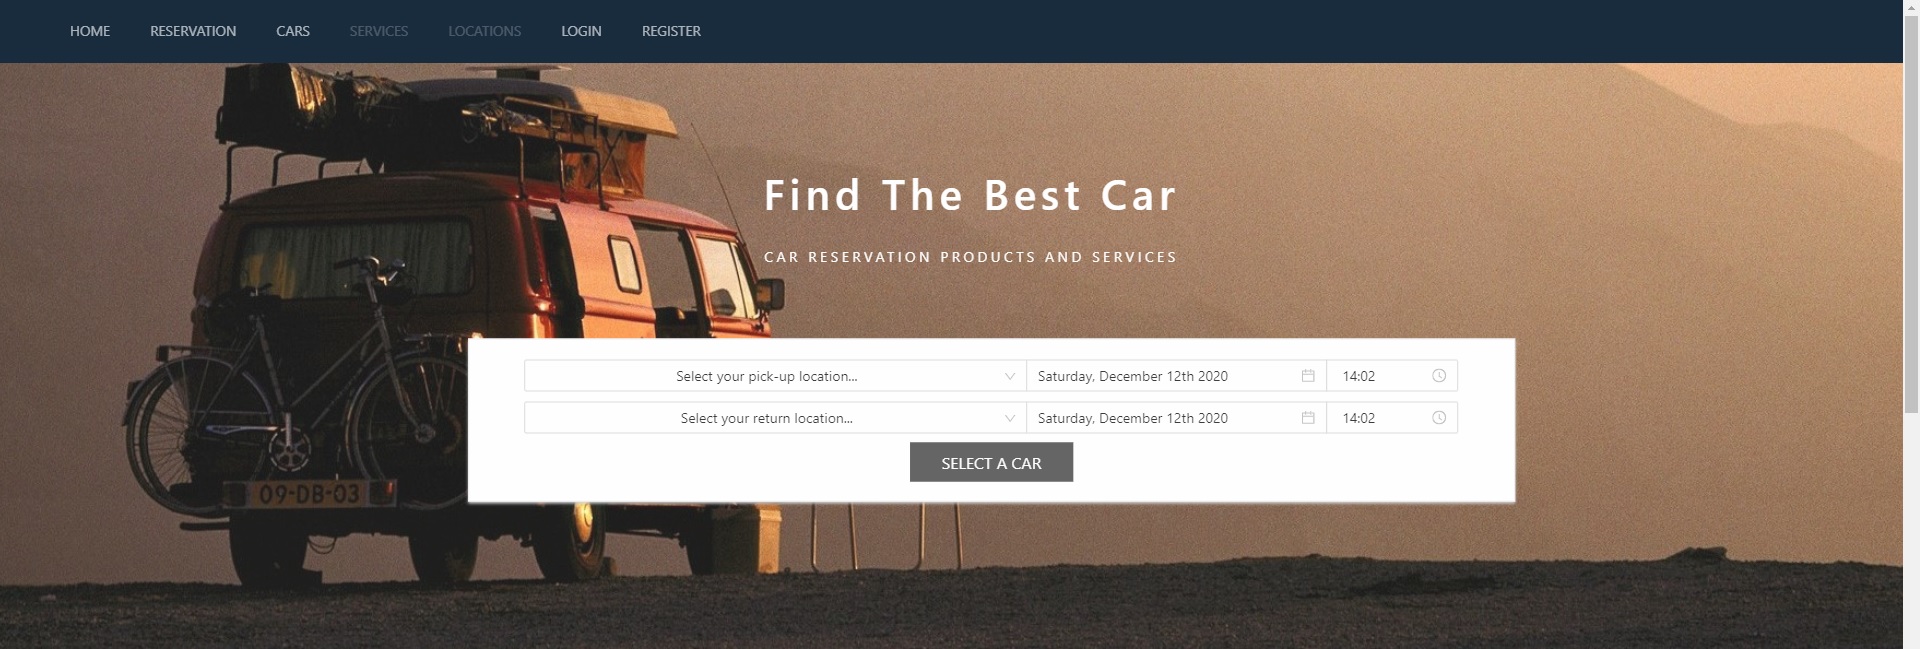 HOME RESERVATION CARS SERVICES LOCATIONS LOGIN REGISTER
Find The Best Car
CAR RESERVATION PRODUCTS AND SERVICES
Select your pick-up location... Saturday, December 12th 2020 14:02
Select your return location... Saturday, December 12th 2020 14:02
SELECT A CAR
09-DB-03